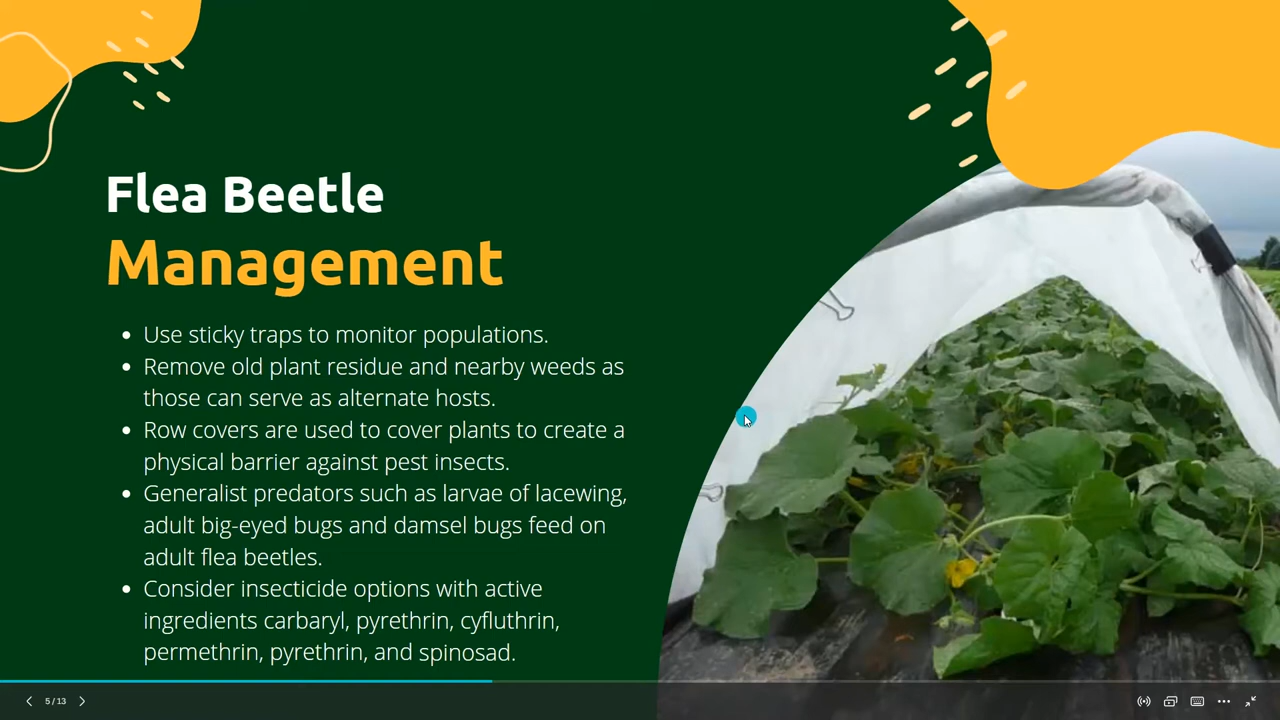 Flea Beetle
Management
• Use sticky traps to monitor populations.
• Remove old plant residue and nearby weeds as
those can serve as alternate hosts.
• Row covers are used to cover plants to create a
physical barrier against pest insects.
• Generalist predators such as larvae of lacewing,
adult big-eyed bugs and damsel bugs feed on
adult flea beetles.
• Consider insecticide options with active
ingredients carbaryl, pyrethrin, cyfluthrin,
permethrin, pyrethrin, and spinosad.
5 / 13